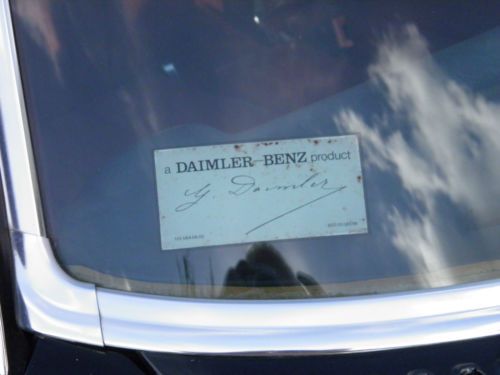 a DAIMLER-BENZ product
G. Daimler